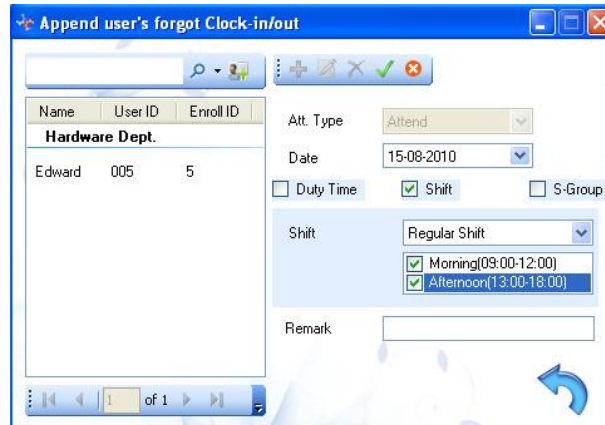 Append user's forgot Clock-in/out
Name User ID Enroll ID
Hardware Dept.
Edward 005 5
1 of 1
Att. Type Attend
Date 15-08-2010
Duty Time Shift S-Group
Shift Regular Shift
Morning(09:00-12:00)
Afternoon(13:00-18:00)
Remark